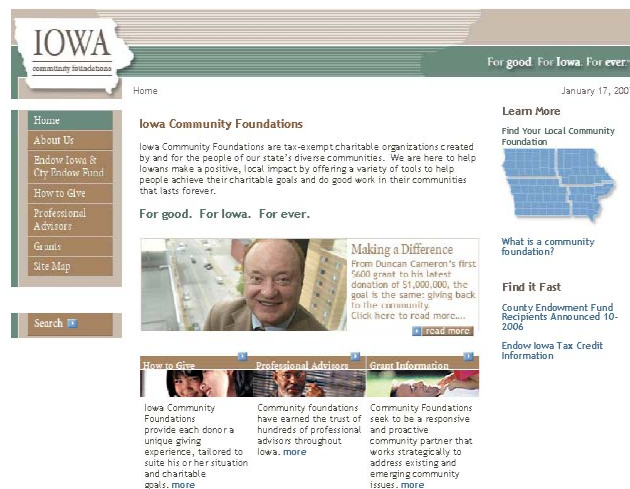 IOWA
community foundations
For good. For Iowa. For ever.
Home
January 17, 200
Home
About Us
Endow Iowa &
Cty Endow Fund
How to Give
Professional
Advisors
Grants
Site Map
Search
Iowa Community Foundations
Iowa Community Foundations are tax-exempt charitable organizations created
by and for the people of our state's diverse communities. We are here to help
Iowans make a positive, local impact by offering a variety of tools to help
people achieve their charitable goals and do good work in their communities
that lasts forever.
For good. For Iowa. For ever.
Making a Difference
From Duncan Cameron's first
$600 grant to his latest
donation of $1,000,000, the
goal is the same: giving back
to the community.
Click here to read more....
read more
How to Give
Iowa Community
Foundations
provide each donor a
unique giving
experience, tailored to
suite his or her situation
and charitable
goals. more
Professional Advisors
Community foundations
have earned the trust of
hundreds of professional
advisors throughout
Iowa. more
Grant Information
Community Foundations
seek to be a responsive
and proactive
community partner that
works strategically to
address existing and
emerging community
issues. more
Learn More
Find Your Local Community
Foundation
What is a community
foundation?
Find it Fast
County Endowment Fund
Recipients Announced 10-
2006
Endow Iowa Tax Credit
Information